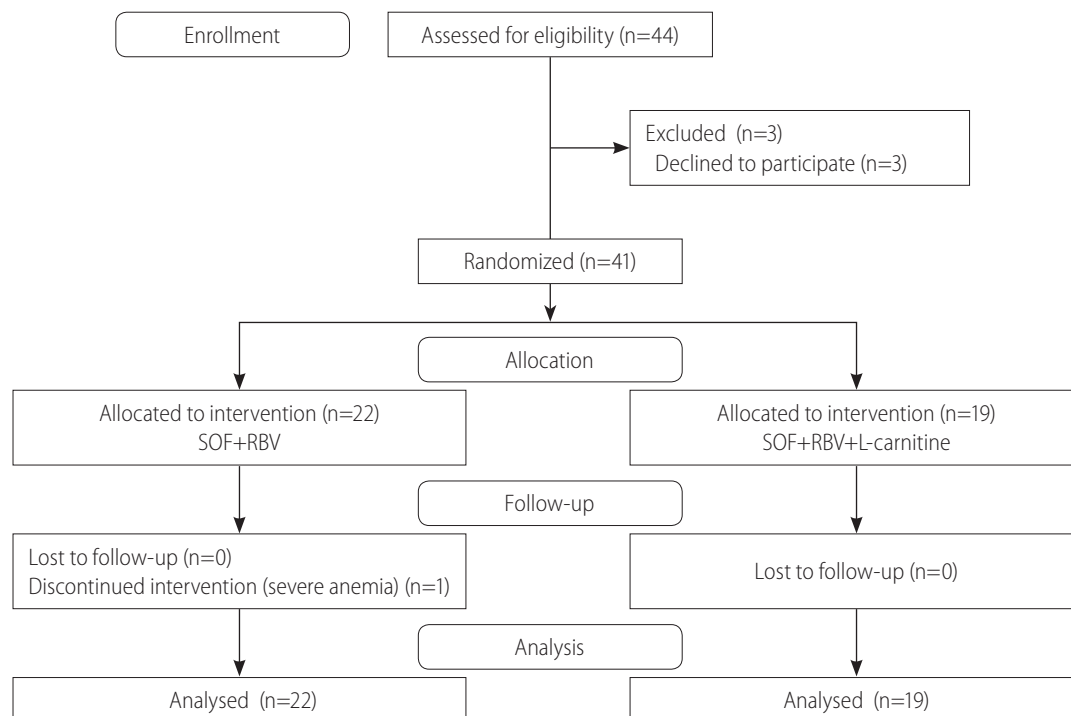 Enrollment
Assessed for eligibility (n=44)
Excluded (n=3)
Declined to participate (n=3)
Randomized (n=41)
Allocation
Allocated to intervention (n=22)
SOF+RBV
Allocated to intervention (n=19)
SOF+RBV+L-carnitine
Follow-up
Lost to follow-up (n=0)
Discontinued intervention (severe anemia) (n=1)
Lost to follow-up (n=0)
Analysis
Analysed (n=22)
Analysed (n=19)